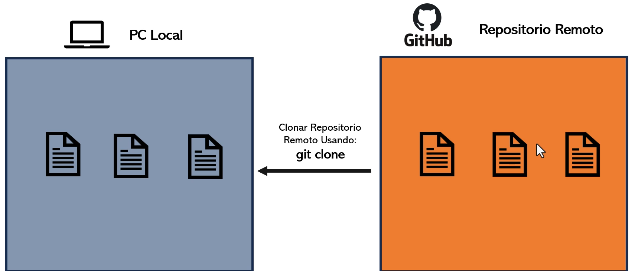 PC Local
GitHub
Repositorio Remoto
Clonar Repositorio
Remoto Usando:
git clone